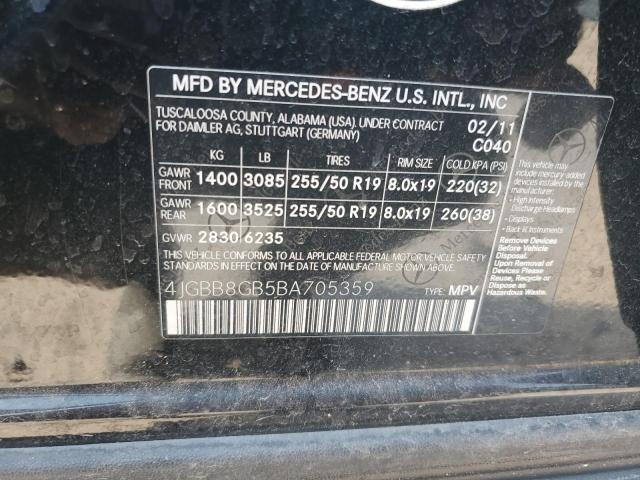 MFD BY MERCEDES-BENZ U.S. INTL., INC
TUSCALOOSA COUNTY, ALABAMA (USA), UNDER CONTRACT 02/11
FOR DAIMLER AG, STUTTGART (GERMANY) C040
KG LB TIRES RIM SIZE COLD KPA (PSI)
GAWR FRONT 1400 3085 255/50 R19 8.0x19 220(32)
GAWR REAR 1600 3525 255/50 R19 8.0x19 260(38)
GVWR 2830 6235
THIS VEHICLE CONFORMS TO ALL APPLICABLE FEDERAL MOTOR VEHICLE SAFETY
STANDARDS IN EFFECT ON THE DATE OF MANUFACTURE SHOWN ABOVE.
4JGBB8GB5BA705359 TYPE: MPV
This vehicle may
include mercury-added
devices installed by the
manufacturer:
- High Intensity
Discharge Headlamps
- Displays
- Back lit Instruments
Remove Devices
Before Vehicle
Disposal.
Upon Removal of
Devices Please
Reuse, Recycle or
Dispose as
Hazardous Waste.